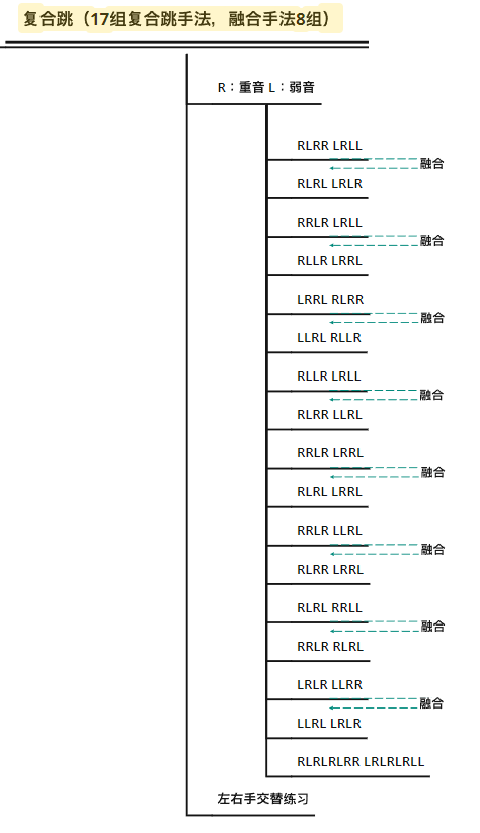 复合跳（17组复合跳手法，融合手法8组）
R：重音 L：弱音
RLRR LRLL
融合
RLRL LRLR
RRLR LRLL
融合
RLLR LRRL
LRRL RLRR
融合
LLRL RLLR
RLLR LRLL
融合
RLRR LLRL
RRLR LRRL
融合
RLRL LRRL
RRLR LLRL
融合
RLRR LRRL
RLRL RRLL
融合
RRLR RLRL
LRLR LLRR
融合
LLRL LRLR
RLRLRLRR LRLRLRLL
左右手交替练习